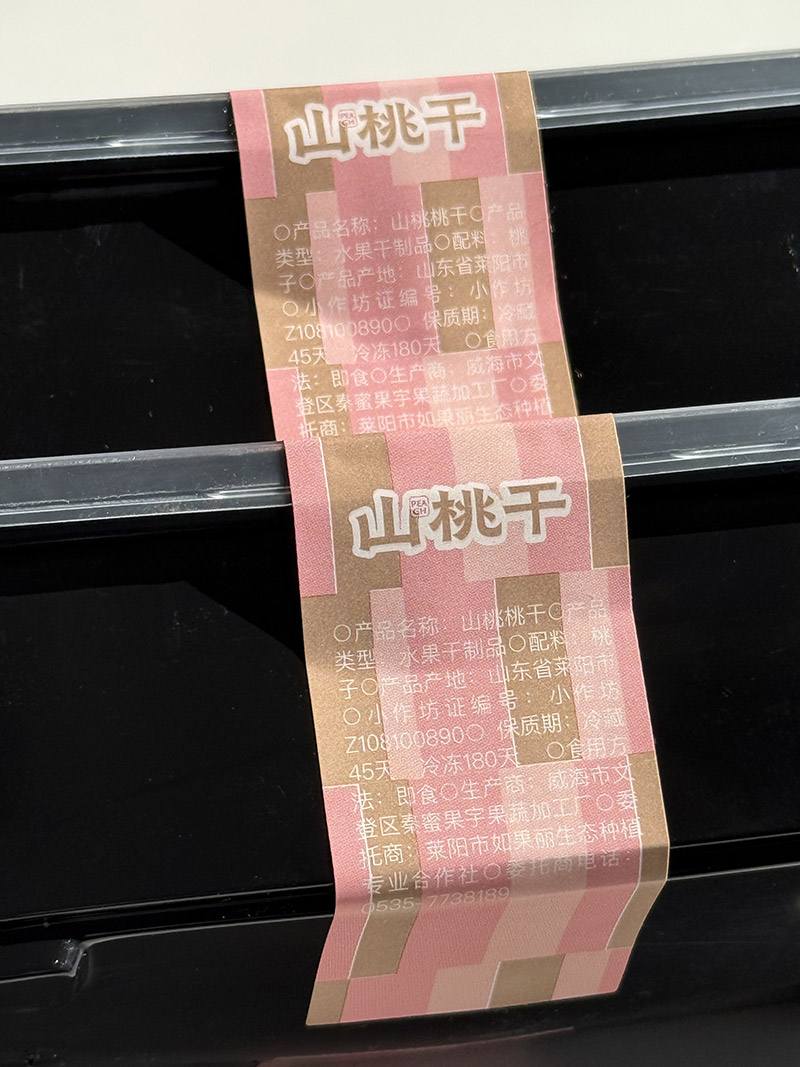 山桃干
PEA
CH
○产品名称：山桃桃干○产品
类型：水果干制品○配料：桃
子○产品产地：山东省莱阳市
○小作坊证编号：小作坊
Z108100890○ 保质期：冷藏
45天 冷冻180天 ○食用方
法：即食○生产商：威海市文
登区秦蜜果宇果蔬加工厂○委
托商：莱阳市如果丽生态种植
山桃干
PEA
CH
○产品名称：山桃桃干○产品
类型：水果干制品○配料：桃
子○产品产地：山东省莱阳市
○小作坊证编号：小作坊
Z108100890○ 保质期：冷藏
45天 冷冻180天 ○食用方
法：即食○生产商：威海市文
登区秦蜜果宇果蔬加工厂○委
托商：莱阳市如果丽生态种植
专业合作社○委托商电话：
0535-7738189